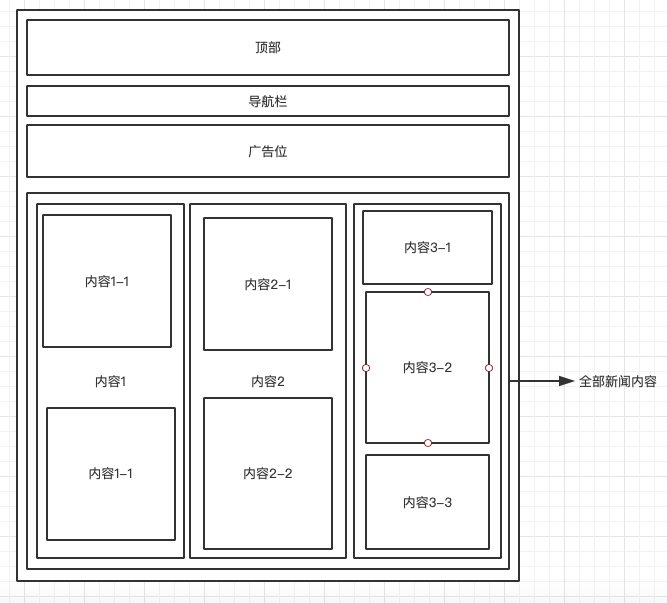 顶部
导航栏
广告位
内容1-1
内容1
内容1-1
内容2-1
内容2
内容2-2
内容3-1
内容3-2
内容3-3
全部新闻内容